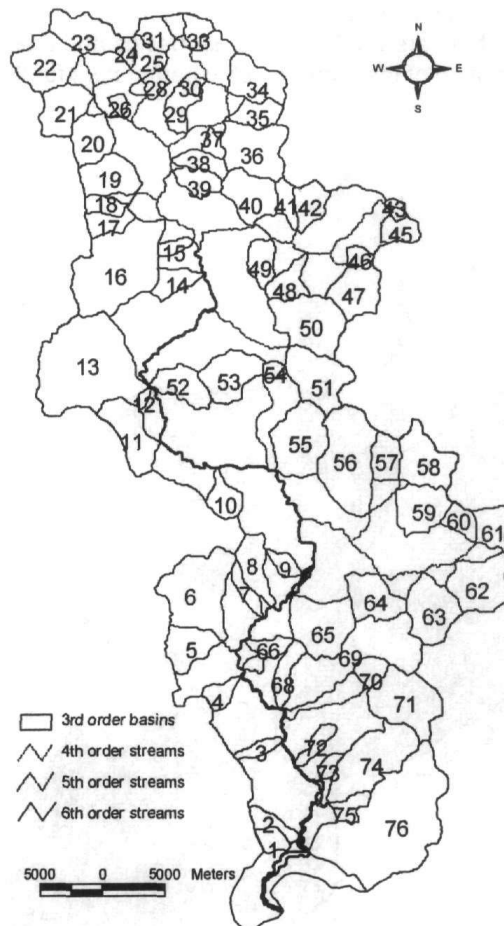 N
W E
S
23 31 33
24
22 25
28 30 34
21 26 29 35
20 37
38 36
19 39
18 40 41 42 43
17 45
15 49 46
16 14 48 47
50
13 52 53 54 51
12
11 55 56 57 58
10 59 60 61
8 9
6 7 64 63 62
5 66 65
69
4 68 70 71
3rd order basins
4th order streams
3 72
73 74
5th order streams
6th order streams
2 75 76
1
5000 0 5000 Meters